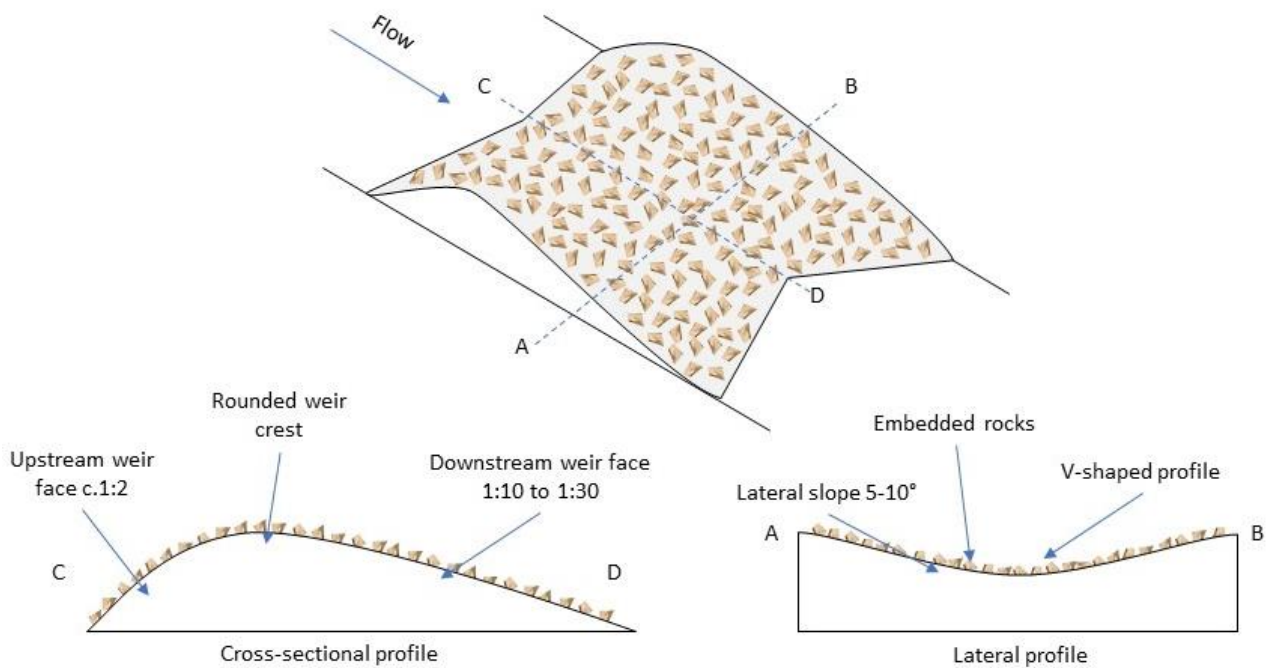 Flow
C
B
A
D
Rounded weir
crest
Upstream weir
face c.1:2
Downstream weir face
1:10 to 1:30
C
D
Cross-sectional profile
Embedded rocks
V-shaped profile
Lateral slope 5-10°
A
B
Lateral profile